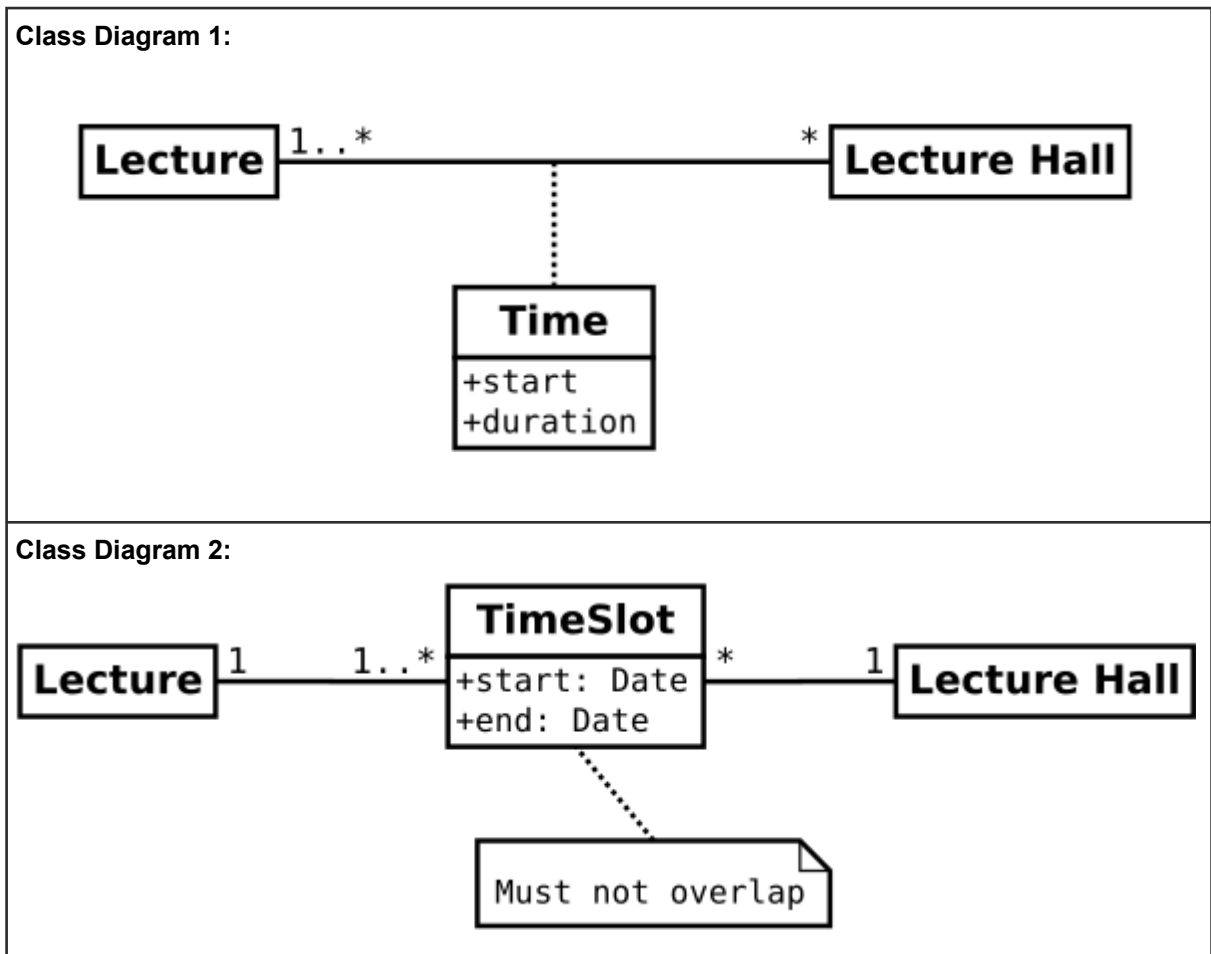 Class Diagram 1:
Lecture
1..*
*
Lecture Hall
Time
+start
+duration
Class Diagram 2:
Lecture
1
1..*
TimeSlot
+start: Date
+end: Date
*
1
Lecture Hall
Must not overlap